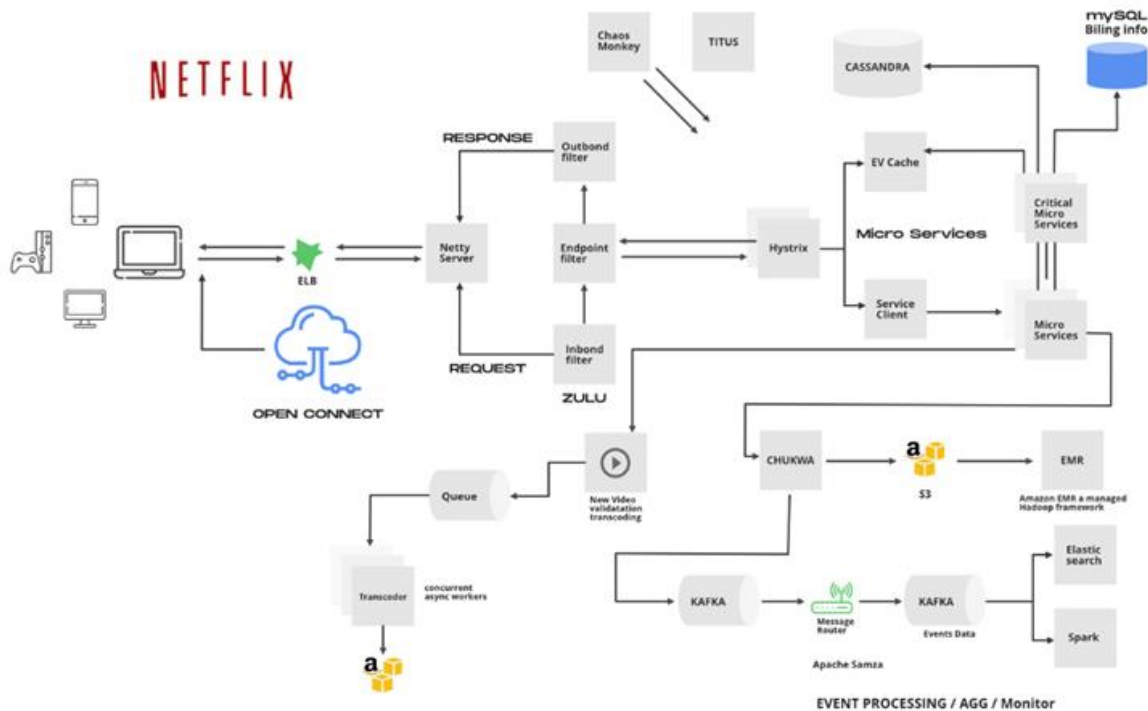 mySQL
Biling info
Chaos
Monkey
TITUS
CASSANDRA
NETFLIX
RESPONSE
Outbond
filter
EV Cache
Critical
Micro
Services
Netty
Server
Endpoint
filter
Hystrix
Micro Services
ELB
Service
Client
Micro
Services
Inbond
filter
REQUEST
ZULU
OPEN CONNECT
CHUKWA
a
S3
EMR
Amazon EMR a managed
Hadoop framework
Queue
New Video
validatation
transcoding
Elastic
search
Transcoder
concurrent
async workers
KAFKA
Message
Router
KAFKA
Events Data
Spark
a
Apache Samza
EVENT PROCESSING / AGG / Monitor